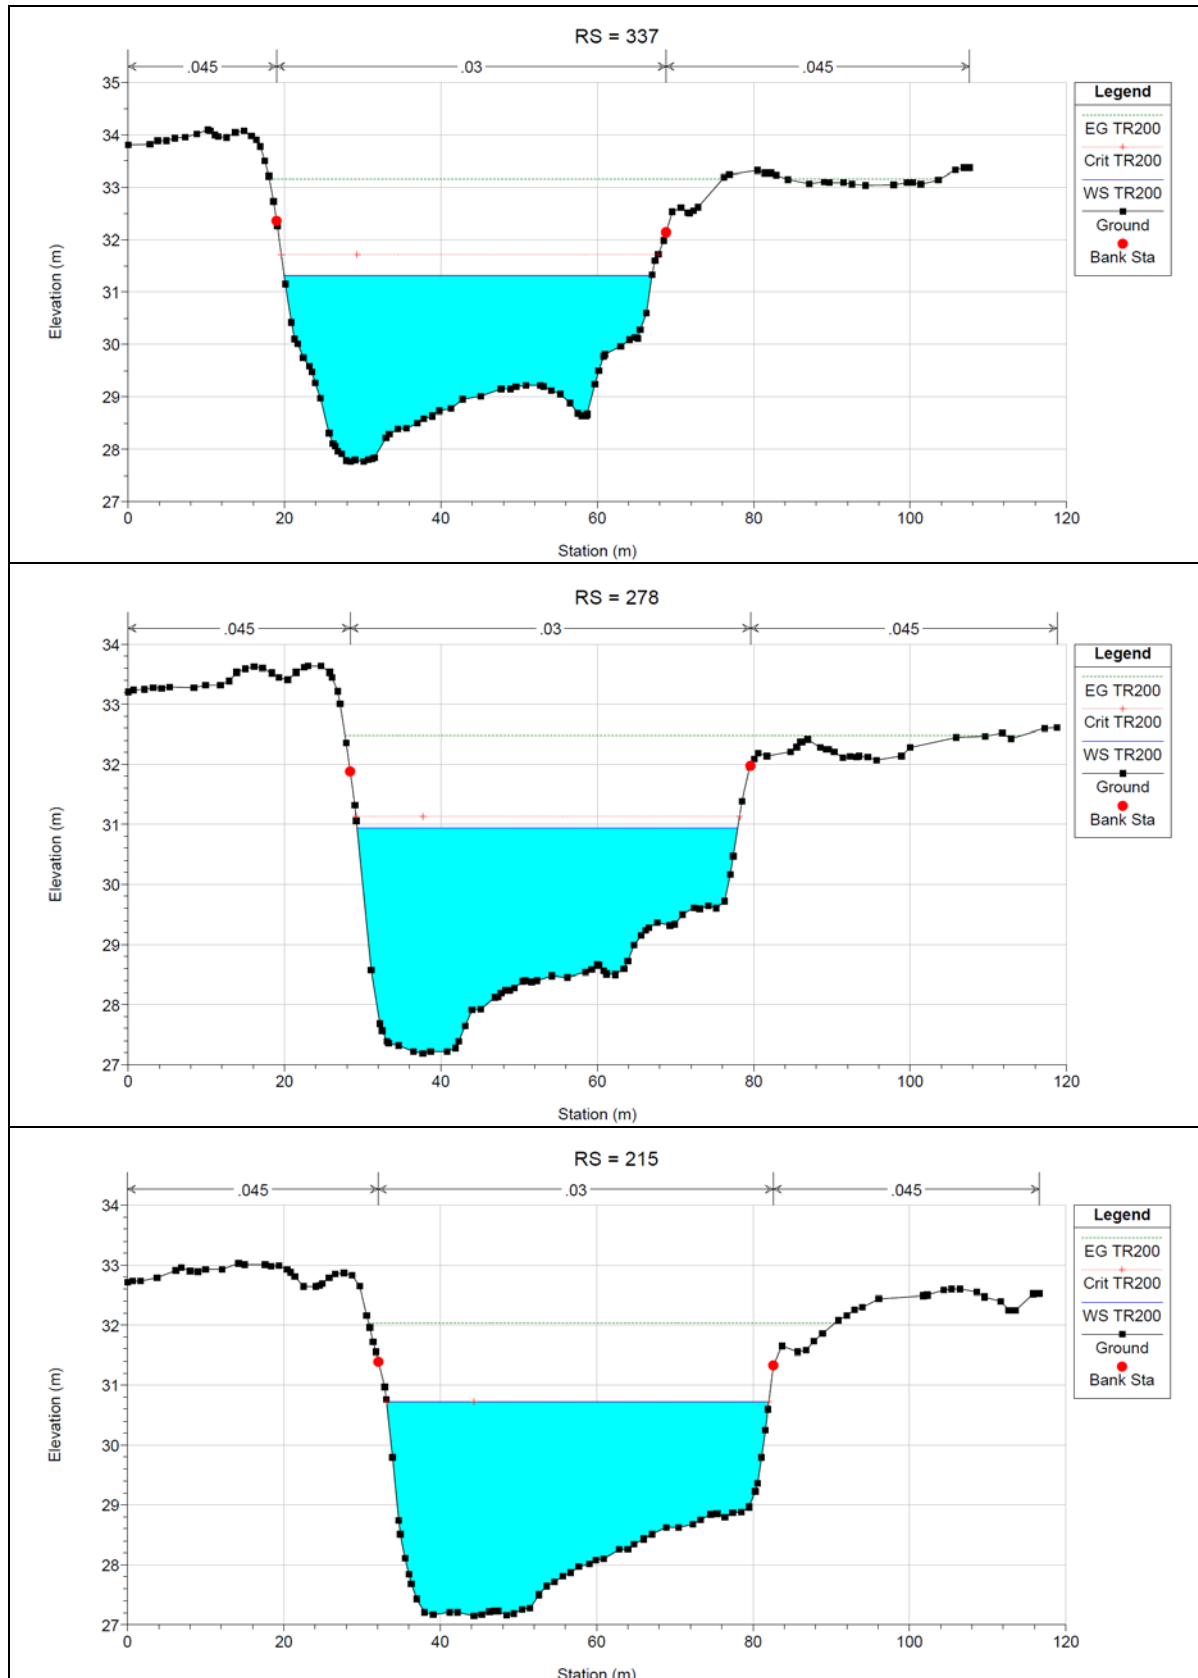 RS = 337
.045 .03 .045
35
34
33
32
31
30
29
28
27
Elevation (m)
0 20 40 60 80 100 120
Station (m)
Legend
EG TR200
Crit TR200
WS TR200
Ground
Bank Sta
RS = 278
.045 .03 .045
34
33
32
31
30
29
28
27
Elevation (m)
0 20 40 60 80 100 120
Station (m)
Legend
EG TR200
Crit TR200
WS TR200
Ground
Bank Sta
RS = 215
.045 .03 .045
34
33
32
31
30
29
28
27
Elevation (m)
0 20 40 60 80 100 120
Station (m)
Legend
EG TR200
Crit TR200
WS TR200
Ground
Bank Sta